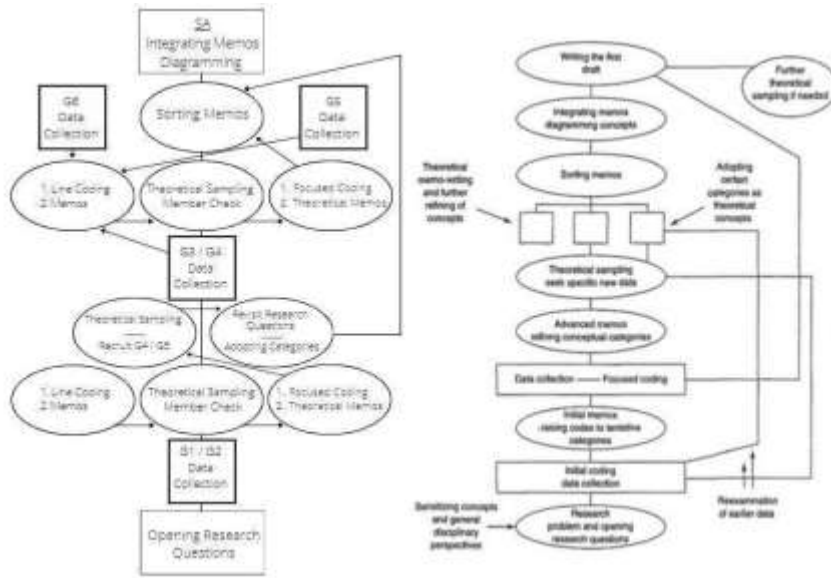 SA
Integrating Memos
Diagramming
G6
Data
Collection
G5
Data
Collection
Sorting Memos
1. Line Coding
2. Memos
Theoretical Sampling
Member Check
1. Focused Coding
2. Theoretical Memos
G3 / G4
Data
Collection
Theoretical Sampling
Recruit G4 / G5
Revisit Research
Questions
Adopting Categories
1. Line Coding
2. Memos
Theoretical Sampling
Member Check
1. Focused Coding
2. Theoretical Memos
G1 / G2
Data
Collection
Opening Research
Questions
Writing the first
draft
Further
theoretical
sampling if needed
Integrating memos
diagramming concepts
Sorting memos
Theoretical
memo-writing
and further
refining of
concepts
Adopting
certain
categories as
theoretical
concepts
Theoretical sampling
seek specific new data
Advanced memos
refining conceptual categories
Data collection Focused coding
Initial memos
raising codes to tentative
categories
Initial coding
data collection
Reexamination
of earlier data
Sensitizing concepts
and general
disciplinary
perspectives
Research
problem and opening
research questions